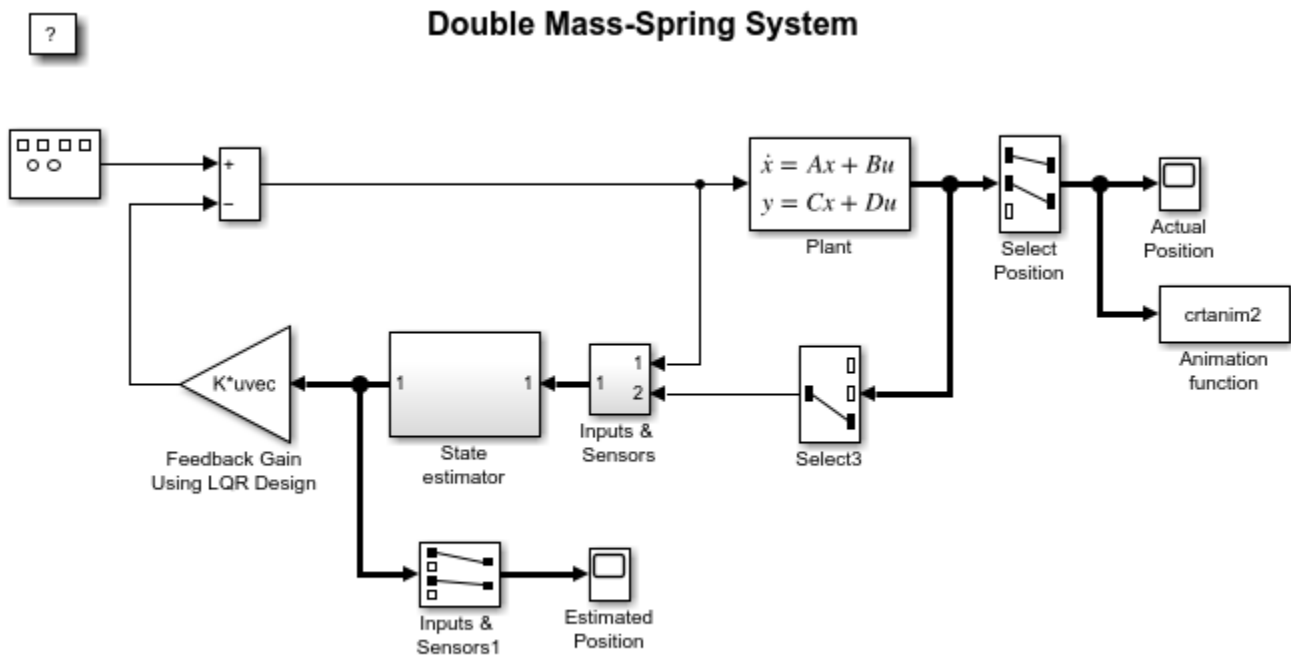 Double Mass-Spring System
?
+
−
ẋ = Ax + Bu
y = Cx + Du
Plant
Select
Position
Actual
Position
crtanim2
Animation
function
K*uvec
Feedback Gain
Using LQR Design
1
1
State
estimator
1
1
2
Inputs &
Sensors
Select3
Inputs &
Sensors1
Estimated
Position